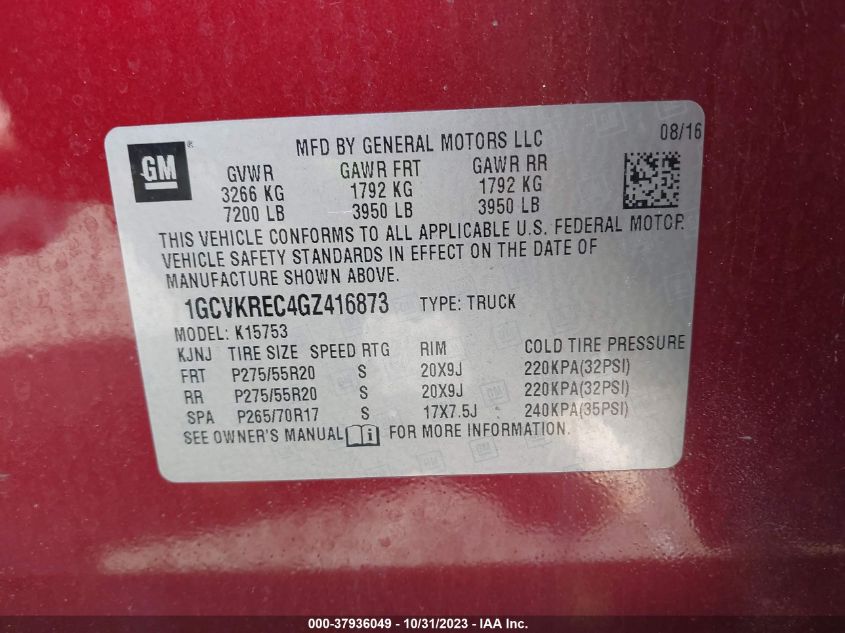 MFD BY GENERAL MOTORS LLC 08/16
GM
GVWR GAWR FRT GAWR RR
3266 KG 1792 KG 1792 KG
7200 LB 3950 LB 3950 LB
THIS VEHICLE CONFORMS TO ALL APPLICABLE U.S. FEDERAL MOTOR
VEHICLE SAFETY STANDARDS IN EFFECT ON THE DATE OF
MANUFACTURE SHOWN ABOVE.
1GCVKREC4GZ416873 TYPE: TRUCK
MODEL: K15753
KJNJ TIRE SIZE SPEED RTG RIM COLD TIRE PRESSURE
FRT P275/55R20 S 20X9J 220KPA(32PSI)
RR P275/55R20 S 20X9J 220KPA(32PSI)
SPA P265/70R17 S 17X7.5J 240KPA(35PSI)
SEE OWNER'S MANUAL i FOR MORE INFORMATION.
000-37936049 - 10/31/2023 - IAA Inc.